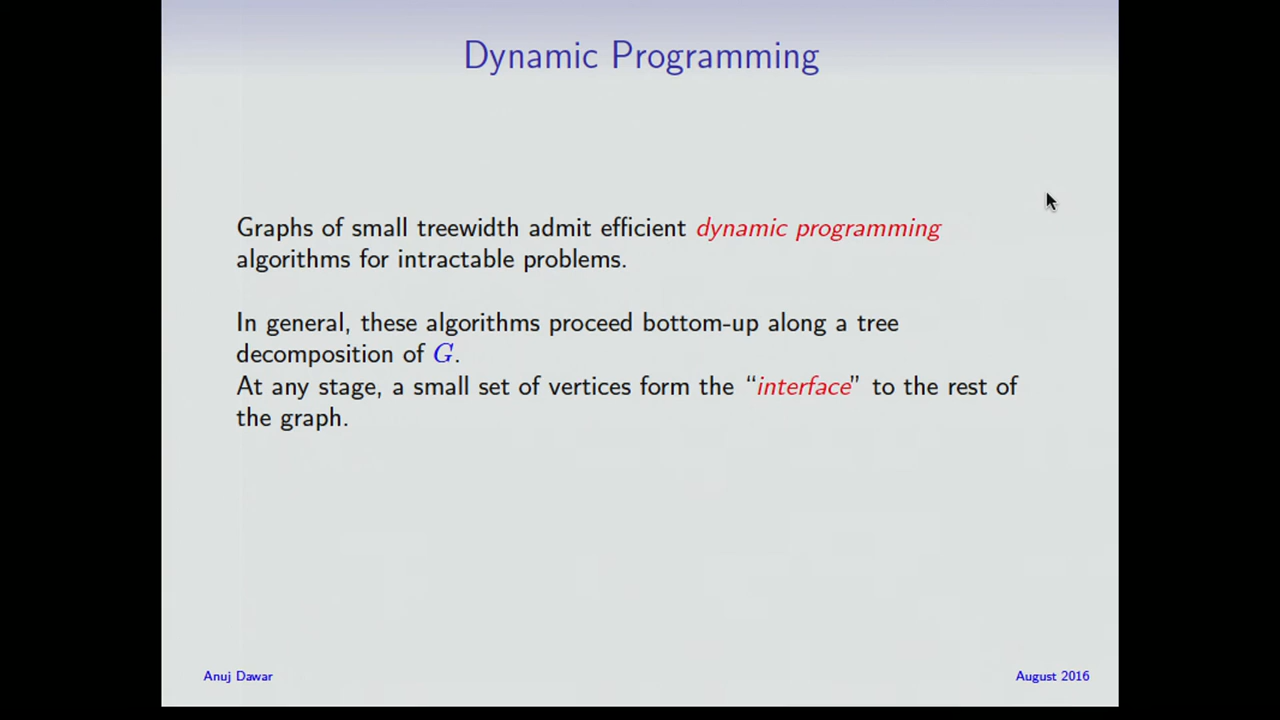 Dynamic Programming
Graphs of small treewidth admit efficient dynamic programming
algorithms for intractable problems.
In general, these algorithms proceed bottom-up along a tree
decomposition of G.
At any stage, a small set of vertices form the “interface” to the rest of
the graph.
Anuj Dawar
August 2016